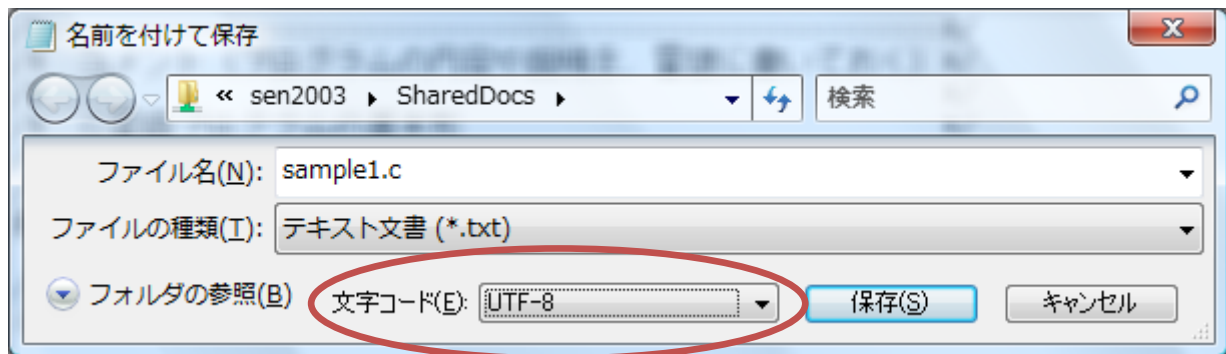 名前を付けて保存
« sen2003 ▸ SharedDocs ▸ 検索
ファイル名(N): sample1.c
ファイルの種類(T): テキスト文書 (*.txt)
フォルダの参照(B) 文字コード(E): UTF-8 保存(S) キャンセル